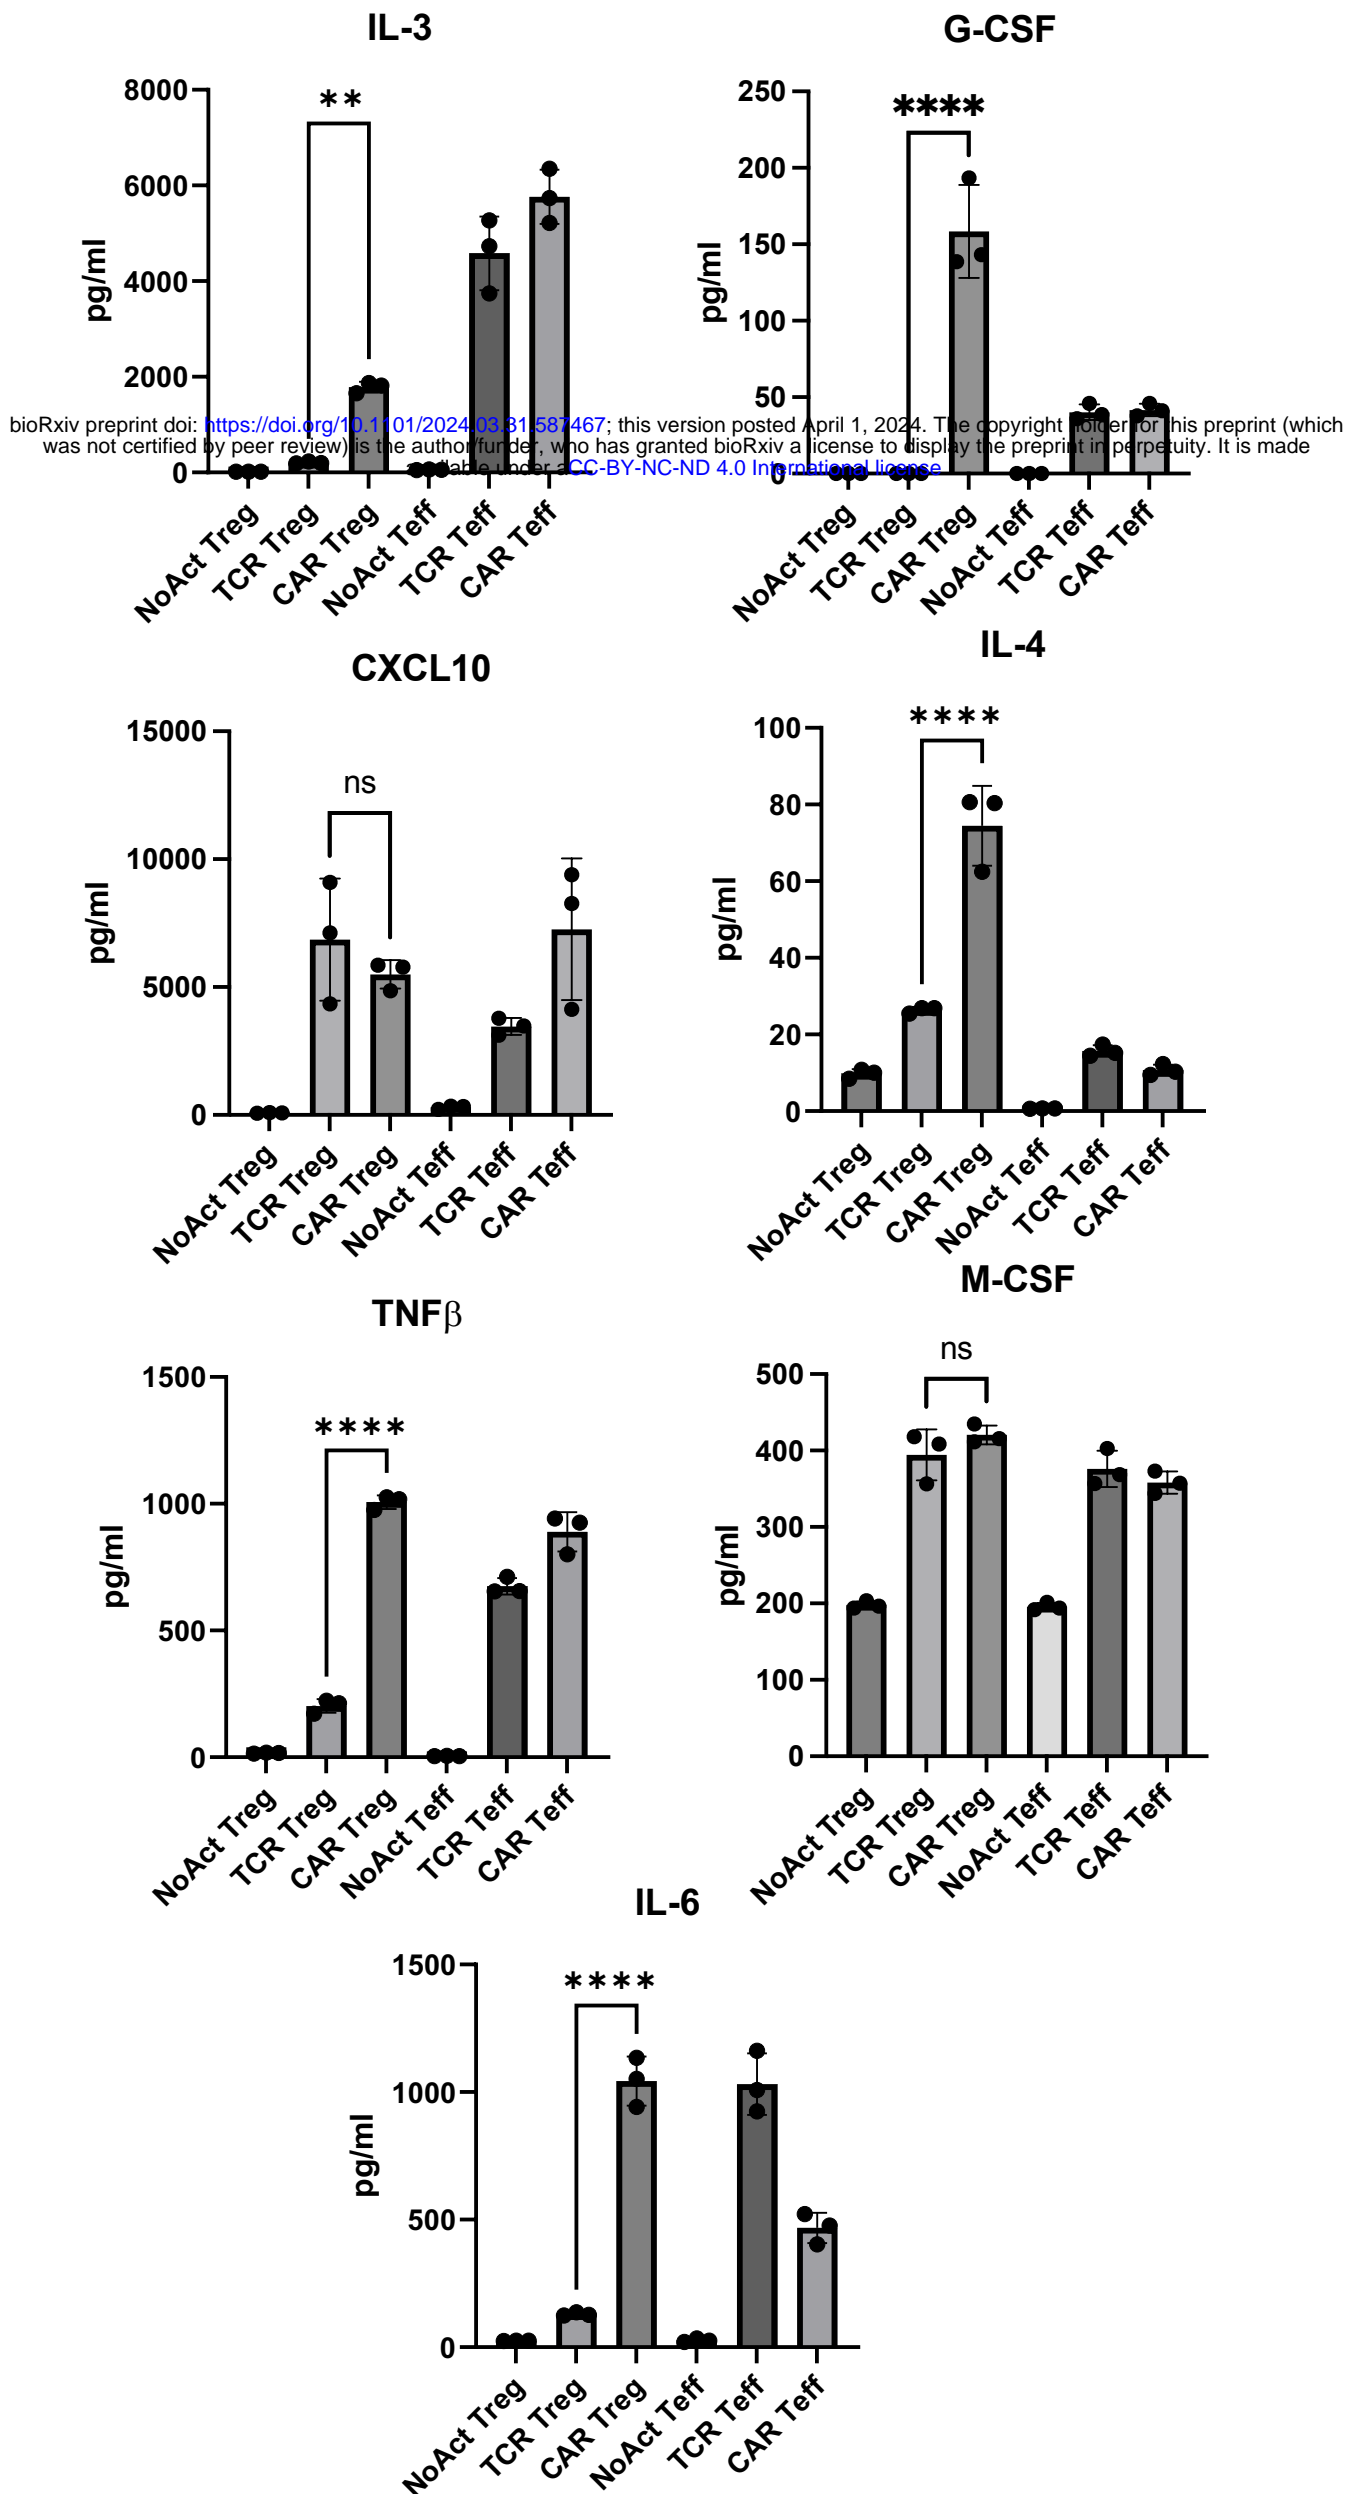 IL-3
8000
6000
4000
2000
0
pg/ml
**
NoAct Treg
TCR Treg
CAR Treg
NoAct Teff
TCR Teff
CAR Teff
G-CSF
250
200
150
100
50
0
pg/ml
****
NoAct Treg
TCR Treg
CAR Treg
NoAct Teff
TCR Teff
CAR Teff
bioRxiv preprint doi: https://doi.org/10.1101/2024.03.31.587467; this version posted April 1, 2024. The copyright holder for this preprint (which
was not certified by peer review) is the author/funder, who has granted bioRxiv a license to display the preprint in perpetuity. It is made
available under aCC-BY-NC-ND 4.0 International license
CXCL10
15000
10000
5000
0
pg/ml
ns
NoAct Treg
TCR Treg
CAR Treg
NoAct Teff
TCR Teff
CAR Teff
IL-4
100
80
60
40
20
0
pg/ml
****
NoAct Treg
TCR Treg
CAR Treg
NoAct Teff
TCR Teff
CAR Teff
TNFβ
1500
1000
500
0
pg/ml
****
NoAct Treg
TCR Treg
CAR Treg
NoAct Teff
TCR Teff
CAR Teff
M-CSF
500
400
300
200
100
0
pg/ml
ns
NoAct Treg
TCR Treg
CAR Treg
NoAct Teff
TCR Teff
CAR Teff
IL-6
1500
1000
500
0
pg/ml
****
NoAct Treg
TCR Treg
CAR Treg
NoAct Teff
TCR Teff
CAR Teff